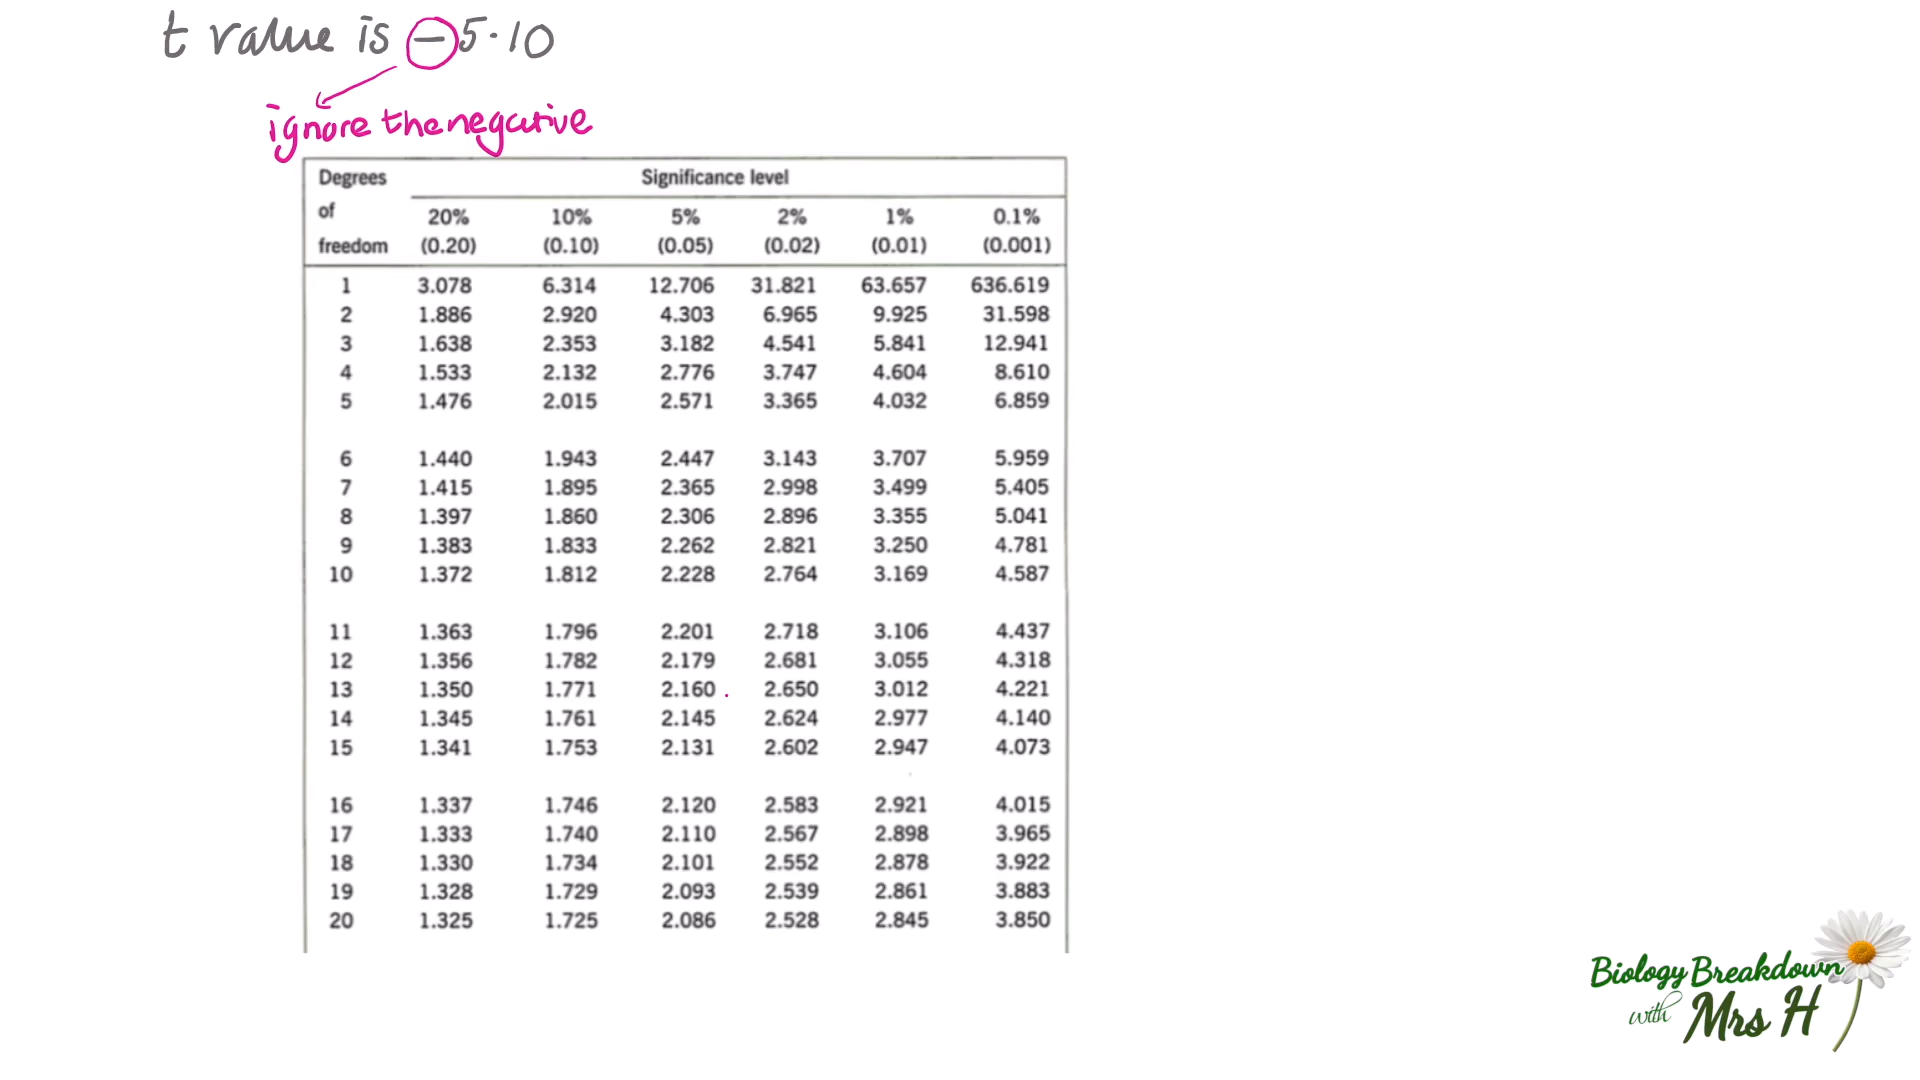 t value is -5.10
ignore the negative
Degrees Significance level
of 20% 10% 5% 2% 1% 0.1%
freedom (0.20) (0.10) (0.05) (0.02) (0.01) (0.001)
1 3.078 6.314 12.706 31.821 63.657 636.619
2 1.886 2.920 4.303 6.965 9.925 31.598
3 1.638 2.353 3.182 4.541 5.841 12.941
4 1.533 2.132 2.776 3.747 4.604 8.610
5 1.476 2.015 2.571 3.365 4.032 6.859
6 1.440 1.943 2.447 3.143 3.707 5.959
7 1.415 1.895 2.365 2.998 3.499 5.405
8 1.397 1.860 2.306 2.896 3.355 5.041
9 1.383 1.833 2.262 2.821 3.250 4.781
10 1.372 1.812 2.228 2.764 3.169 4.587
11 1.363 1.796 2.201 2.718 3.106 4.437
12 1.356 1.782 2.179 2.681 3.055 4.318
13 1.350 1.771 2.160 2.650 3.012 4.221
14 1.345 1.761 2.145 2.624 2.977 4.140
15 1.341 1.753 2.131 2.602 2.947 4.073
16 1.337 1.746 2.120 2.583 2.921 4.015
17 1.333 1.740 2.110 2.567 2.898 3.965
18 1.330 1.734 2.101 2.552 2.878 3.922
19 1.328 1.729 2.093 2.539 2.861 3.883
20 1.325 1.725 2.086 2.528 2.845 3.850
Biology Breakdown
with Mrs H